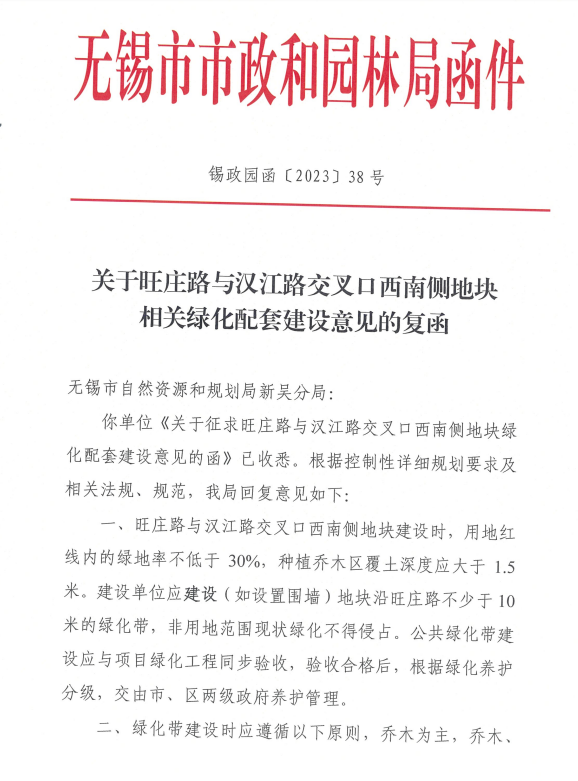 无锡市市政和园林局函件
锡政园函〔2023〕38 号
关于旺庄路与汉江路交叉口西南侧地块
相关绿化配套建设意见的复函
无锡市自然资源和规划局新吴分局：
你单位《关于征求旺庄路与汉江路交叉口西南侧地块绿
化配套建设意见的函》已收悉。根据控制性详细规划要求及
相关法规、规范，我局回复意见如下：
一、旺庄路与汉江路交叉口西南侧地块建设时，用地红
线内的绿地率不低于 30%，种植乔木区覆土深度应大于 1.5
米。建设单位应建设（如设置围墙）地块沿旺庄路不少于 10
米的绿化带，非用地范围现状绿化不得侵占。公共绿化带建
设应与项目绿化工程同步验收，验收合格后，根据绿化养护
分级，交由市、区两级政府养护管理。
二、绿化带建设时应遵循以下原则，乔木为主，乔木、